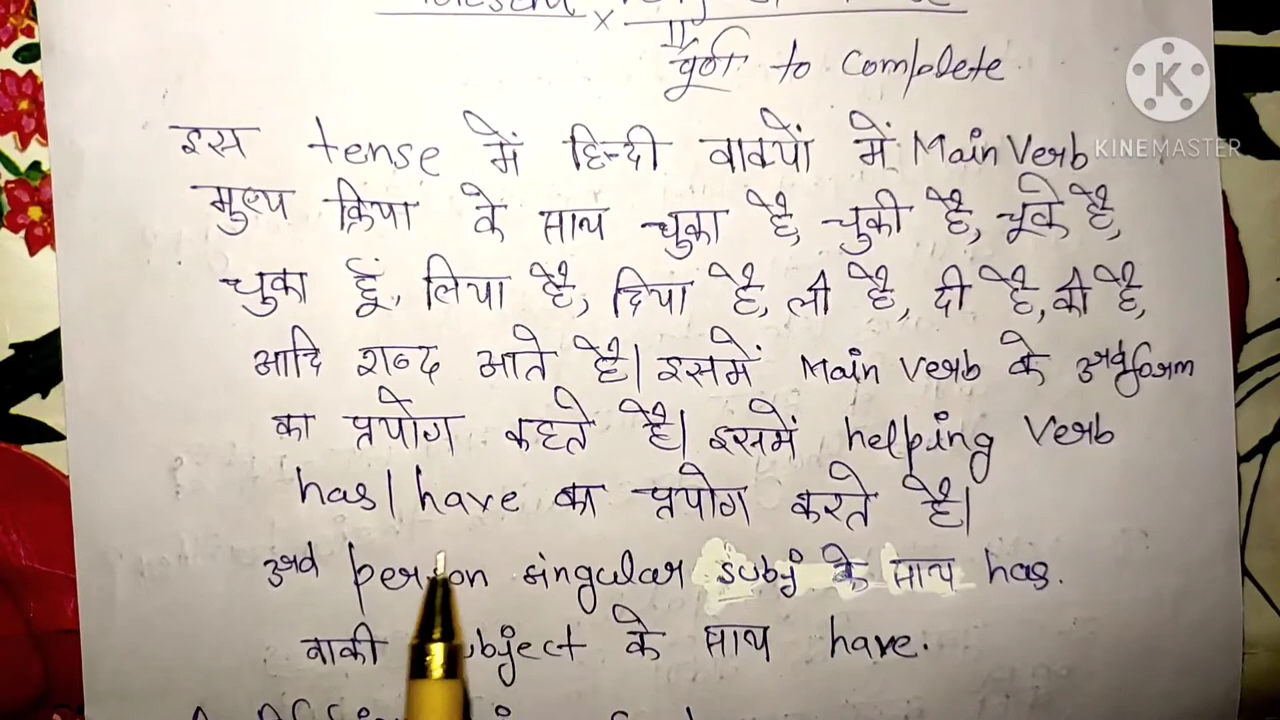 पूर्ण to complete
K
KINEMASTER
इस tense में हिन्दी वाक्यों में Main Verb
मुख्य क्रिया के साथ चुका है, चुकी है, चूके है,
चुका हूं, लिया है, दिया है, ली है, दी है, की है,
आदि शब्द आते है। इसमें Main verb के 3rd form
का प्रयोग कहते है। इसमें helping Verb
has/have का प्रयोग करते है।
3rd person singular subj के साथ has.
बाकी subject के साथ have.